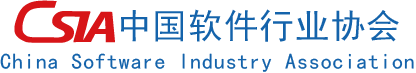 CSIA中国软件行业协会
China Software Industry Association